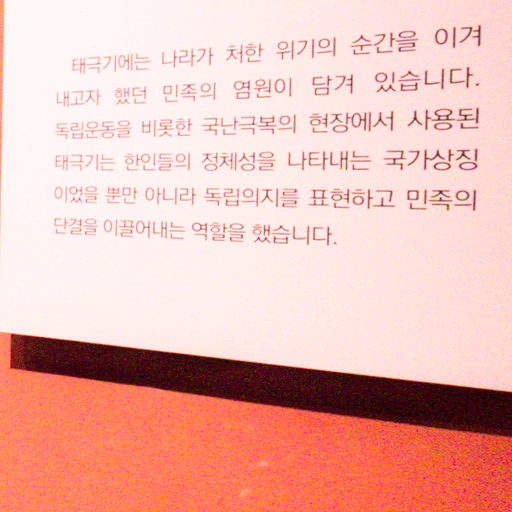 태극기에는 나라가 처한 위기의 순간을 이겨
내고자 했던 민족의 염원이 담겨 있습니다.
독립운동을 비롯한 국난극복의 현장에서 사용된
태극기는 한인들의 정체성을 나타내는 국가상징
이었을 뿐만 아니라 독립의지를 표현하고 민족의
단결을 이끌어내는 역할을 했습니다.